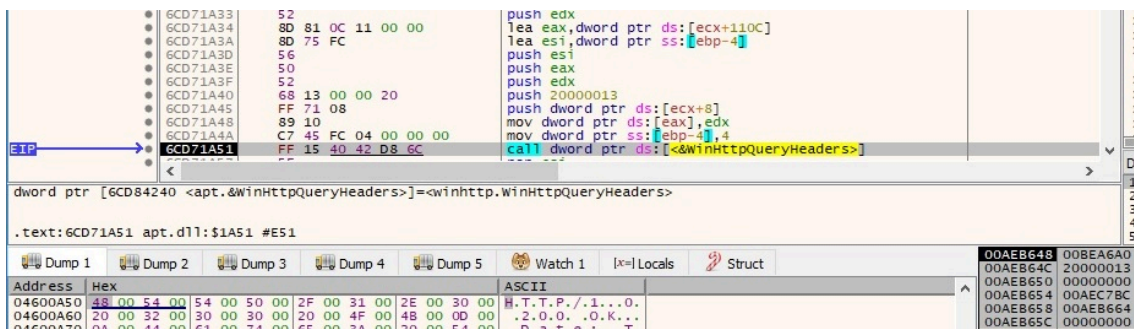 6CD71A33 52 push edx
6CD71A34 8D 81 0C 11 00 00 lea eax,dword ptr ds:[ecx+110C]
6CD71A3A 8D 75 FC lea esi,dword ptr ss:[ebp-4]
6CD71A3D 56 push esi
6CD71A3E 50 push eax
6CD71A3F 52 push edx
6CD71A40 68 13 00 00 20 push 20000013
6CD71A45 FF 71 08 push dword ptr ds:[ecx+8]
6CD71A48 89 10 mov dword ptr ds:[eax],edx
6CD71A4A C7 45 FC 04 00 00 00 mov dword ptr ss:[ebp-4],4
EIP 6CD71A51 FF 15 40 42 D8 6C call dword ptr ds:[<&WinHttpQueryHeaders>]
dword ptr [6CD84240 <apt.&WinHttpQueryHeaders>]=<winhttp.WinHttpQueryHeaders>
.text:6CD71A51 apt.dll:$1A51 #E51
Dump 1 Dump 2 Dump 3 Dump 4 Dump 5 Watch 1 [x=] Locals Struct
Address Hex ASCII
04600A50 48 00 54 00 54 00 50 00 2F 00 31 00 2E 00 30 00 H.T.T.P./.1...0.
04600A60 20 00 32 00 30 00 30 00 20 00 4F 00 4B 00 0D 00 .2.0.0. .O.K...
00AEB648 00BEA6A0
00AEB64C 20000013
00AEB650 00000000
00AEB654 00AEC7BC
00AEB658 00AEB664
00AEB65C 00000000